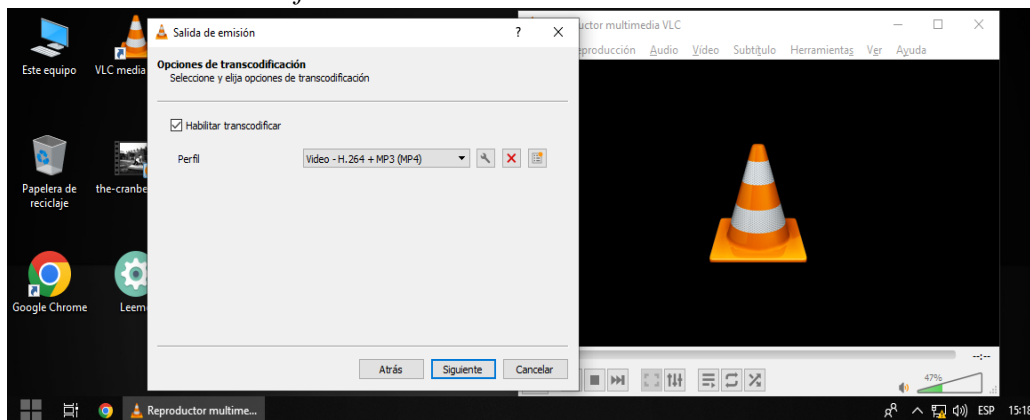 Salida de emisión
?
X
uctor multimedia VLC
eproducción Audio Vídeo Subtítulo Herramientas Ver Ayuda
Este equipo
VLC media
Opciones de transcodificación
Seleccione y elija opciones de transcodificación
Habilitar transcodificar
Perfil
Video - H.264 + MP3 (MP4)
Papelera de
reciclaje
the-cranbe
Google Chrome
Leem
Atrás
Siguiente
Cancelar
--:--
47%
Reproductor multime...
ESP